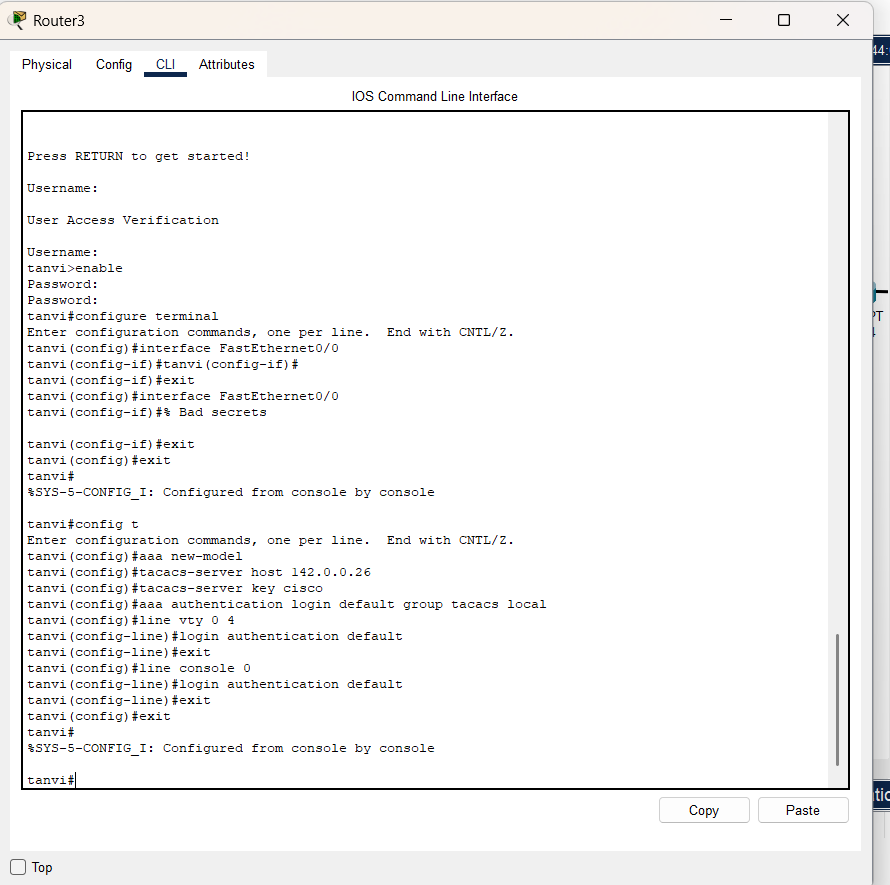 Router3
44:
Physical Config CLI Attributes
IOS Command Line Interface
Press RETURN to get started!
Username:
User Access Verification
Username:
tanvi>enable
Password:
Password:
tanvi#configure terminal
Enter configuration commands, one per line.  End with CNTL/Z.
tanvi(config)#interface FastEthernet0/0
tanvi(config-if)#tanvi(config-if)#
tanvi(config-if)#exit
tanvi(config)#interface FastEthernet0/0
tanvi(config-if)#% Bad secrets
tanvi(config-if)#exit
tanvi(config)#exit
tanvi#
%SYS-5-CONFIG_I: Configured from console by console
tanvi#config t
Enter configuration commands, one per line.  End with CNTL/Z.
tanvi(config)#aaa new-model
tanvi(config)#tacacs-server host 142.0.0.26
tanvi(config)#tacacs-server key cisco
tanvi(config)#aaa authentication login default group tacacs local
tanvi(config)#line vty 0 4
tanvi(config-line)#login authentication default
tanvi(config-line)#exit
tanvi(config)#line console 0
tanvi(config-line)#login authentication default
tanvi(config-line)#exit
tanvi(config)#exit
tanvi#
%SYS-5-CONFIG_I: Configured from console by console
tanvi#
Copy Paste
Top